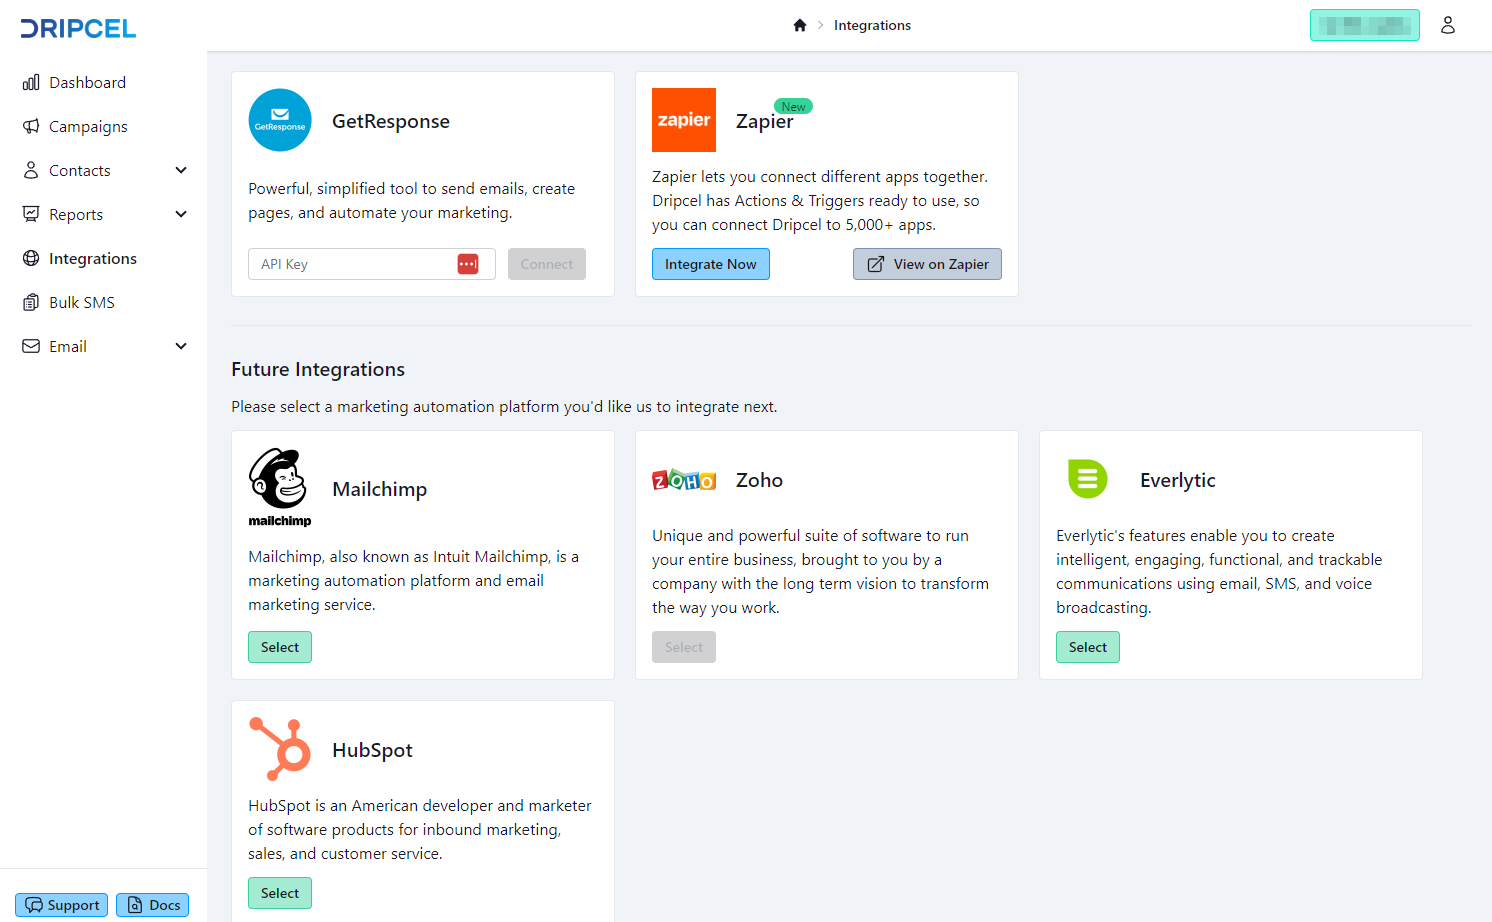 DRIPCEL
Integrations
Dashboard
Campaigns
Contacts
Reports
Integrations
Bulk SMS
Email
Support
Docs
GetResponse
GetResponse
Powerful, simplified tool to send emails, create
pages, and automate your marketing.
API Key
Connect
zapier
Zapier
New
Zapier lets you connect different apps together.
Dripcel has Actions & Triggers ready to use, so
you can connect Dripcel to 5,000+ apps.
Integrate Now
View on Zapier
Future Integrations
Please select a marketing automation platform you'd like us to integrate next.
mailchimp
Mailchimp
Mailchimp, also known as Intuit Mailchimp, is a
marketing automation platform and email
marketing service.
Select
ZOHO
Zoho
Unique and powerful suite of software to run
your entire business, brought to you by a
company with the long term vision to transform
the way you work.
Select
Everlytic
Everlytic's features enable you to create
intelligent, engaging, functional, and trackable
communications using email, SMS, and voice
broadcasting.
Select
HubSpot
HubSpot is an American developer and marketer
of software products for inbound marketing,
sales, and customer service.
Select